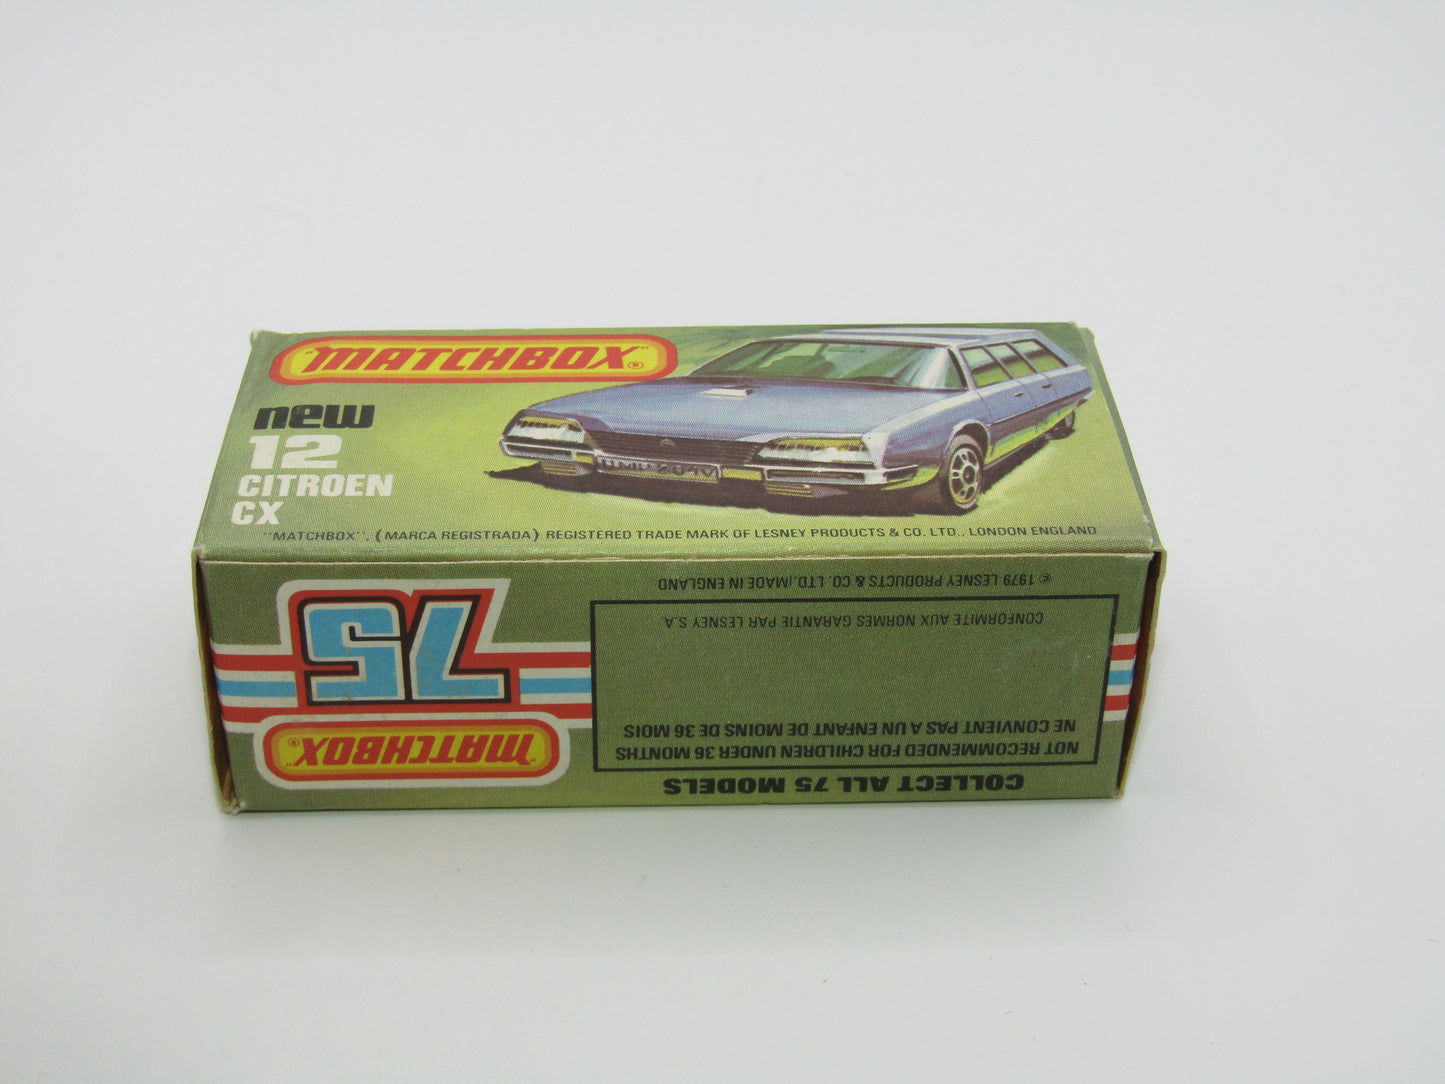 "MATCHBOX"®
new
12
CITROEN
CX
"MATCHBOX", (MARCA REGISTRADA) REGISTERED TRADE MARK OF LESNEY PRODUCTS & CO. LTD., LONDON ENGLAND
COLLECT ALL 75 MODELS
"MATCHBOX"®
75
NOT RECOMMENDED FOR CHILDREN UNDER 36 MONTHS
NE CONVIENT PAS A UN ENFANT DE MOINS DE 36 MOIS
CONFORMITE AUX NORMES GARANTIE PAR LESNEY S.A
© 1979 LESNEY PRODUCTS & CO. LTD. MADE IN ENGLAND